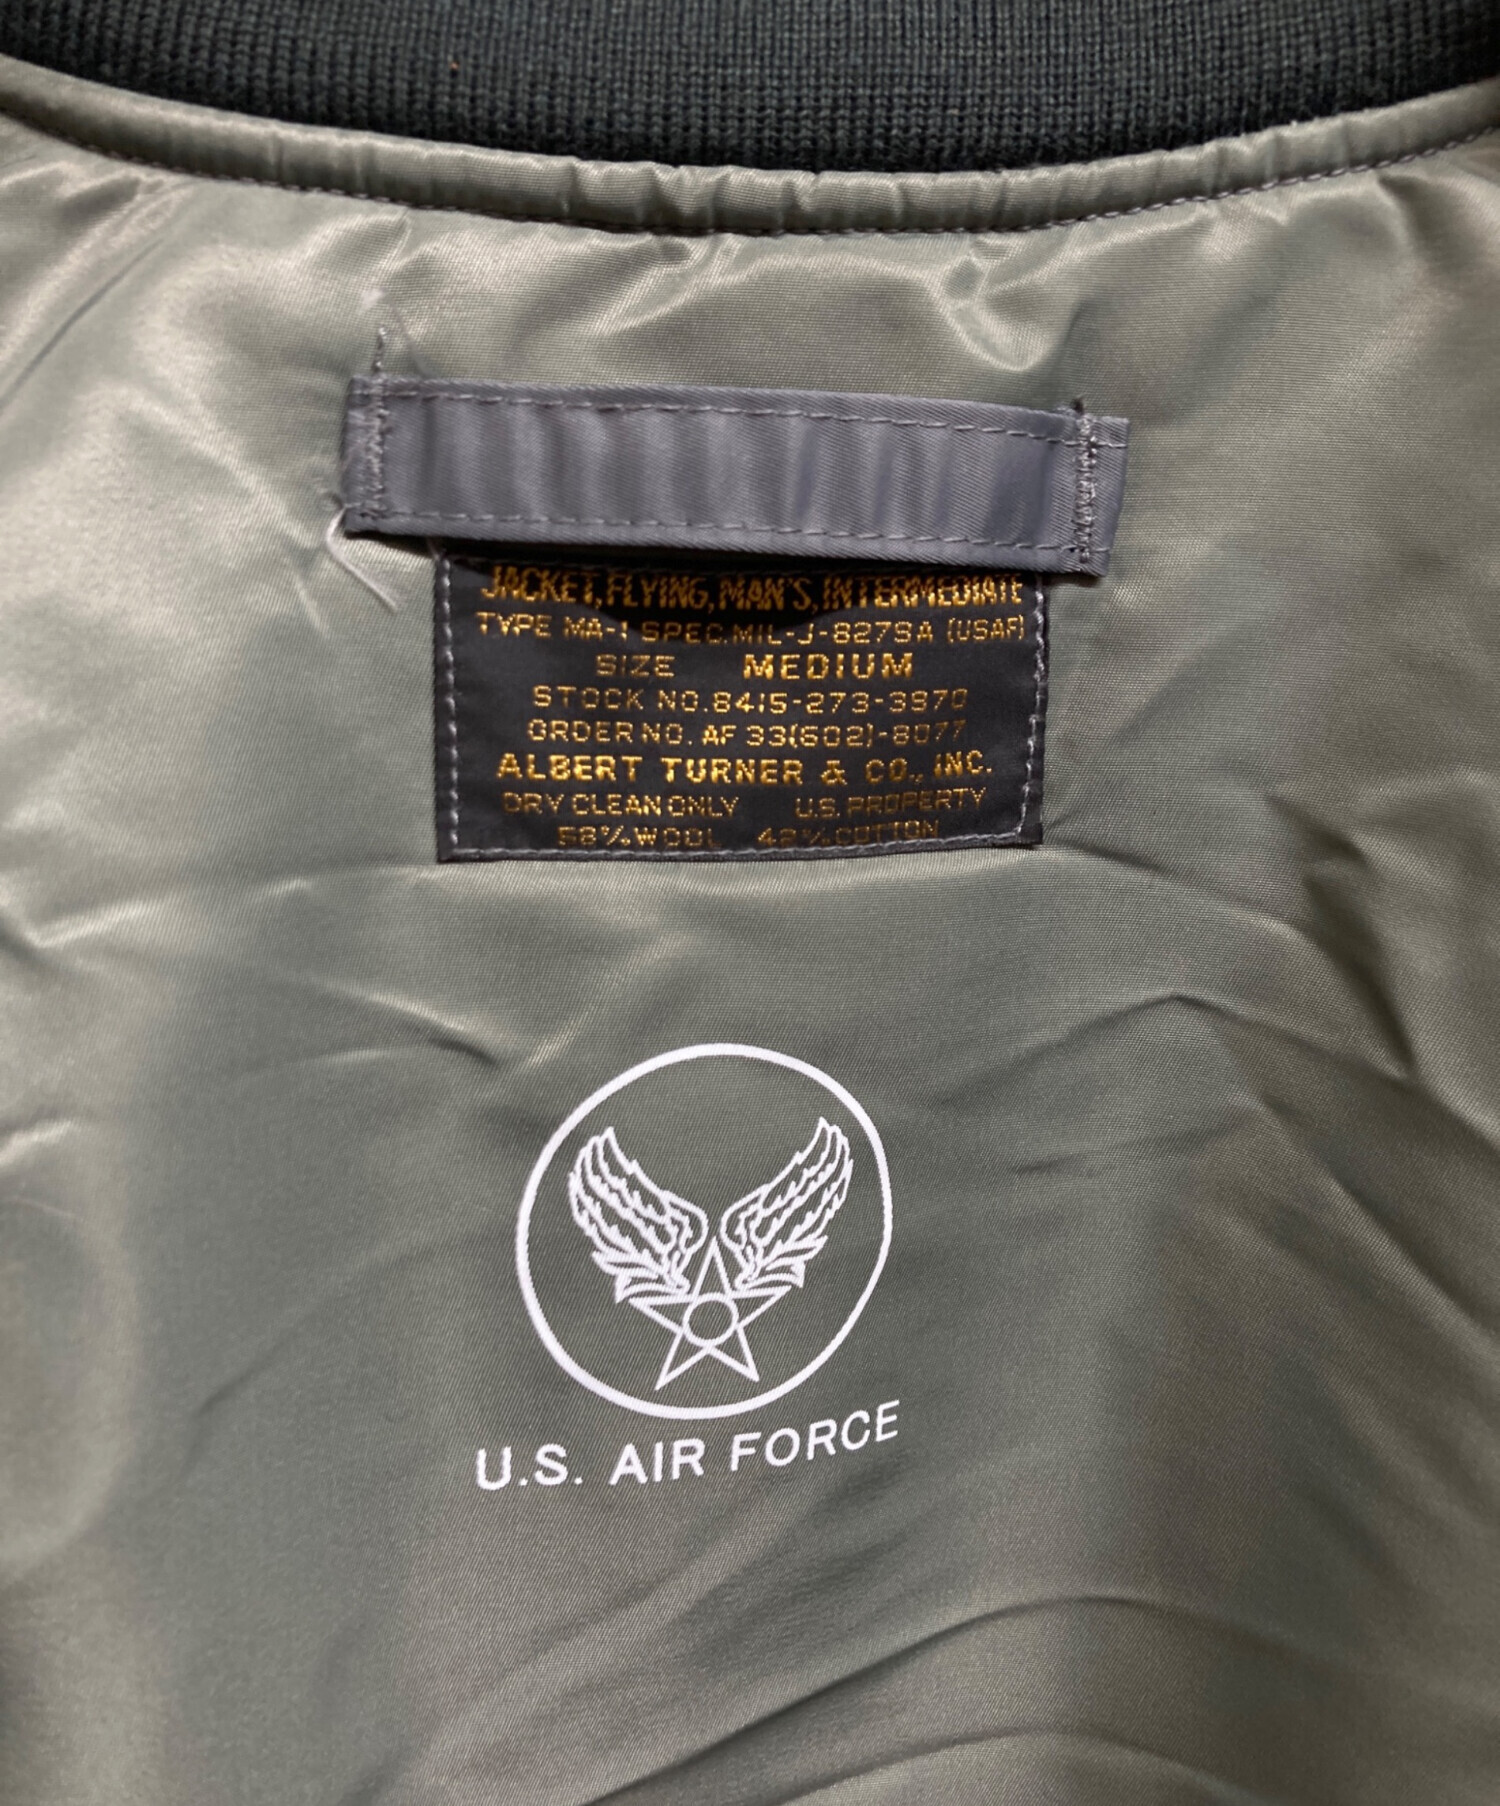 JACKET, FLYING, MAN'S, INTERMEDIATE
TYPE MA-1 SPEC. MIL-J-8279A (USAF)
SIZE MEDIUM
STOCK NO. 8415-273-3970
ORDER NO. AF 33(602)-8077
ALBERT TURNER & CO., INC.
DRY CLEAN ONLY U.S. PROPERTY
58% WOOL 42% COTTON
U.S. AIR FORCE